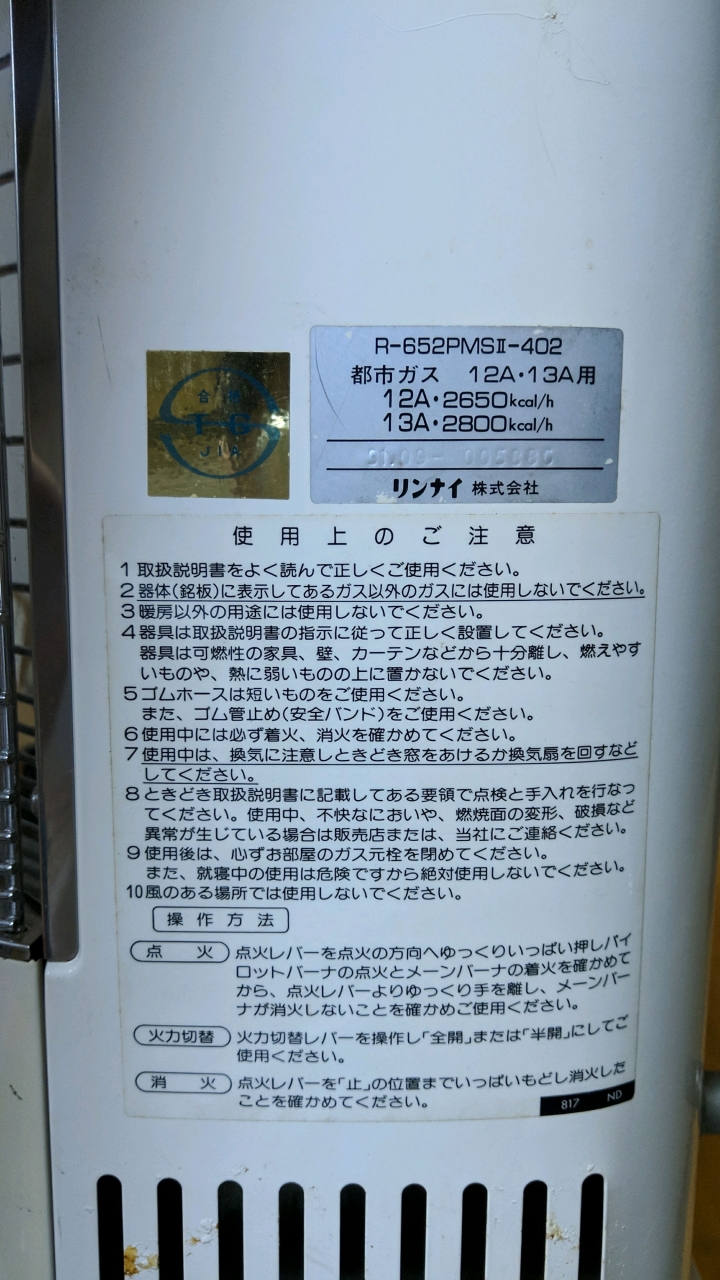 合格
TG
JIA
R-652PMSⅡ-402
都市ガス 12A・13A用
12A・2650kcal/h
13A・2800kcal/h
リンナイ 株式会社
使用上のご注意
1 取扱説明書をよく読んで正しくご使用ください。
2 器体(銘板)に表示してあるガス以外のガスには使用しないでください。
3 暖房以外の用途には使用しないでください。
4 器具は取扱説明書の指示に従って正しく設置してください。
器具は可燃性の家具、壁、カーテンなどから十分離し、燃えやす
いものや、熱に弱いものの上に置かないでください。
5 ゴムホースは短いものをご使用ください。
また、ゴム管止め(安全バンド)をご使用ください。
6 使用中には必ず着火、消火を確かめてください。
7 使用中は、換気に注意しときどき窓をあけるか換気扇を回すなど
してください。
8 ときどき取扱説明書に記載してある要領で点検と手入れを行なっ
てください。使用中、不快なにおいや、燃焼面の変形、破損など
異常が生じている場合は販売店または、当社にご連絡ください。
9 使用後は、必ずお部屋のガス元栓を閉めてください。
また、就寝中の使用は危険ですから絶対使用しないでください。
10 風のある場所では使用しないでください。
操作方法
点火 点火レバーを点火の方向へゆっくりいっぱい押しパイ
ロットバーナの点火とメーンバーナの着火を確かめて
から、点火レバーよりゆっくり手を離し、メーンバー
ナが消火しないことを確かめご使用ください。
火力切替 火力切替レバーを操作し「全開」または「半開」にしてご
使用ください。
消火 点火レバーを「止」の位置までいっぱいもどし消火した
ことを確かめてください。
817 ND